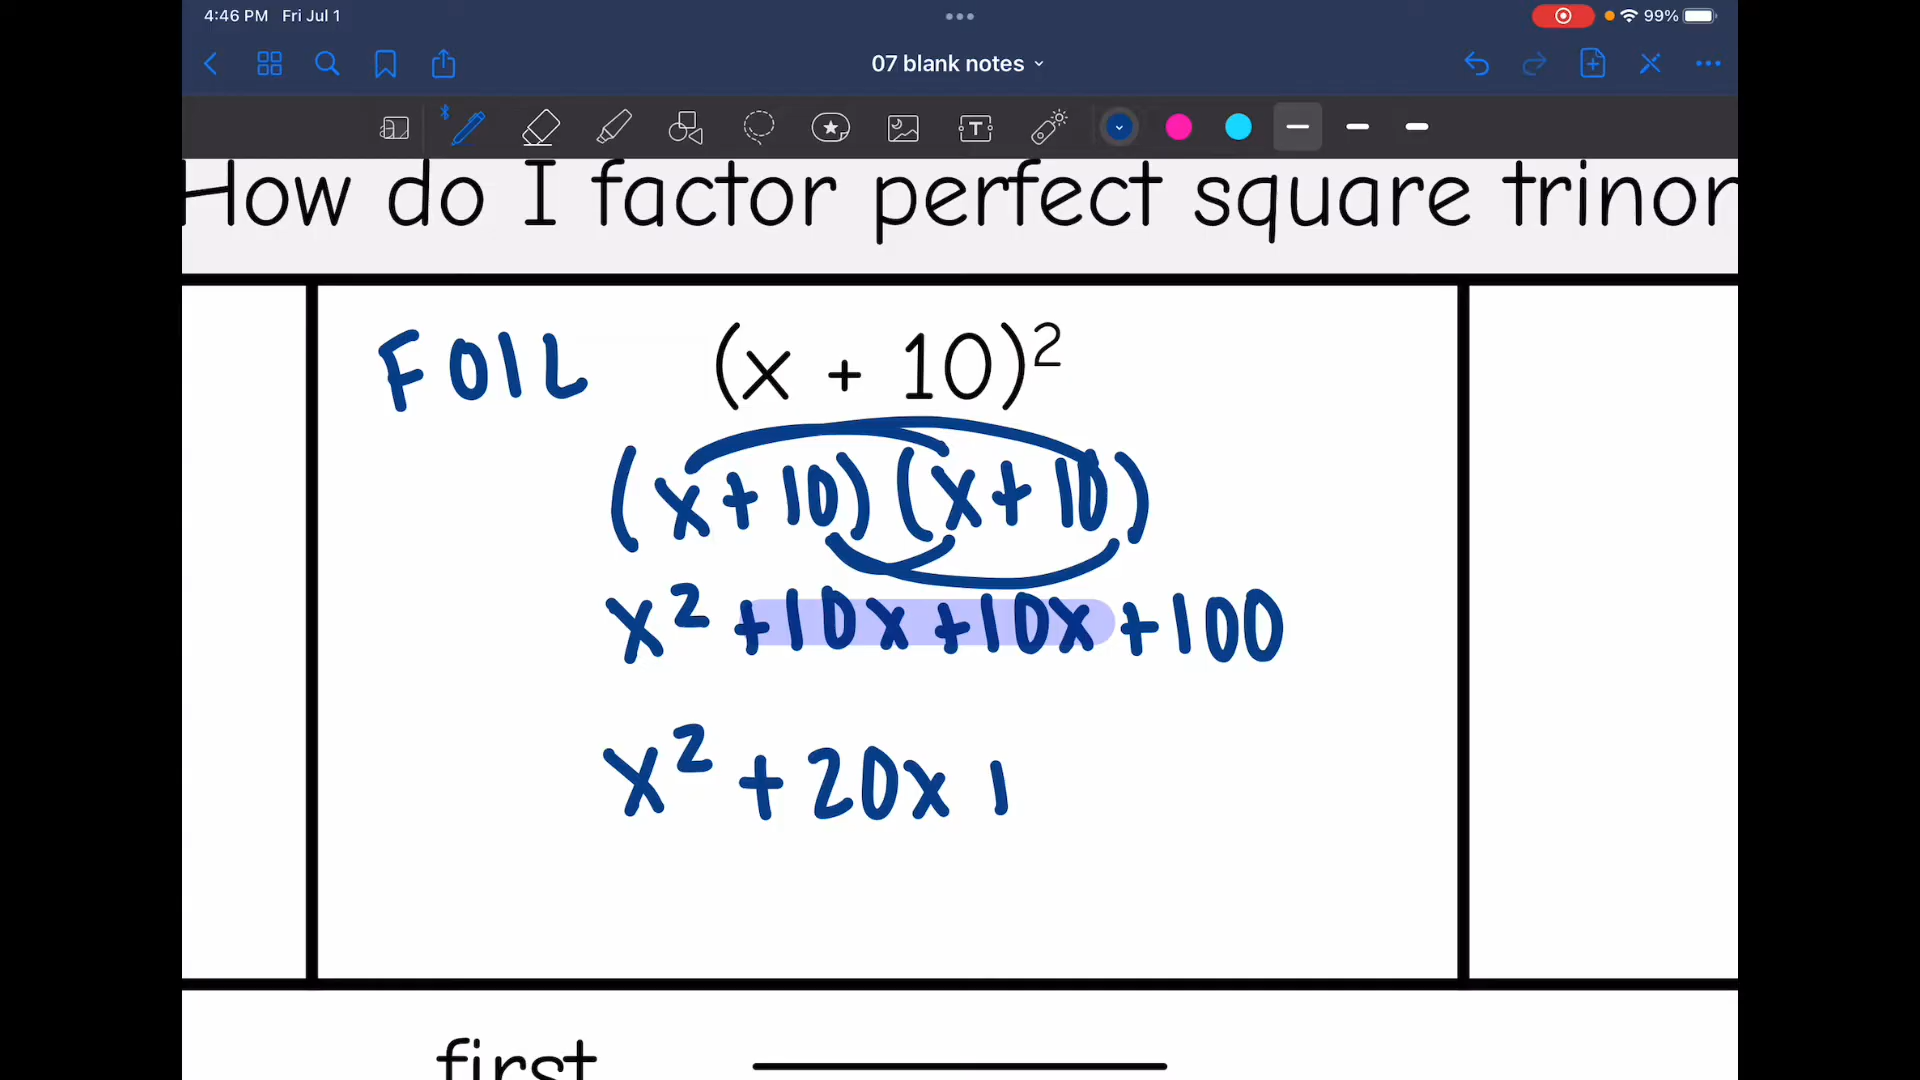 4:46 PM Fri Jul 1 99%
07 blank notes
How do I factor perfect square trinor
FOIL (x + 10)²
(x+10)(x+10)
x² +10x +10x +100
x² + 20x
first